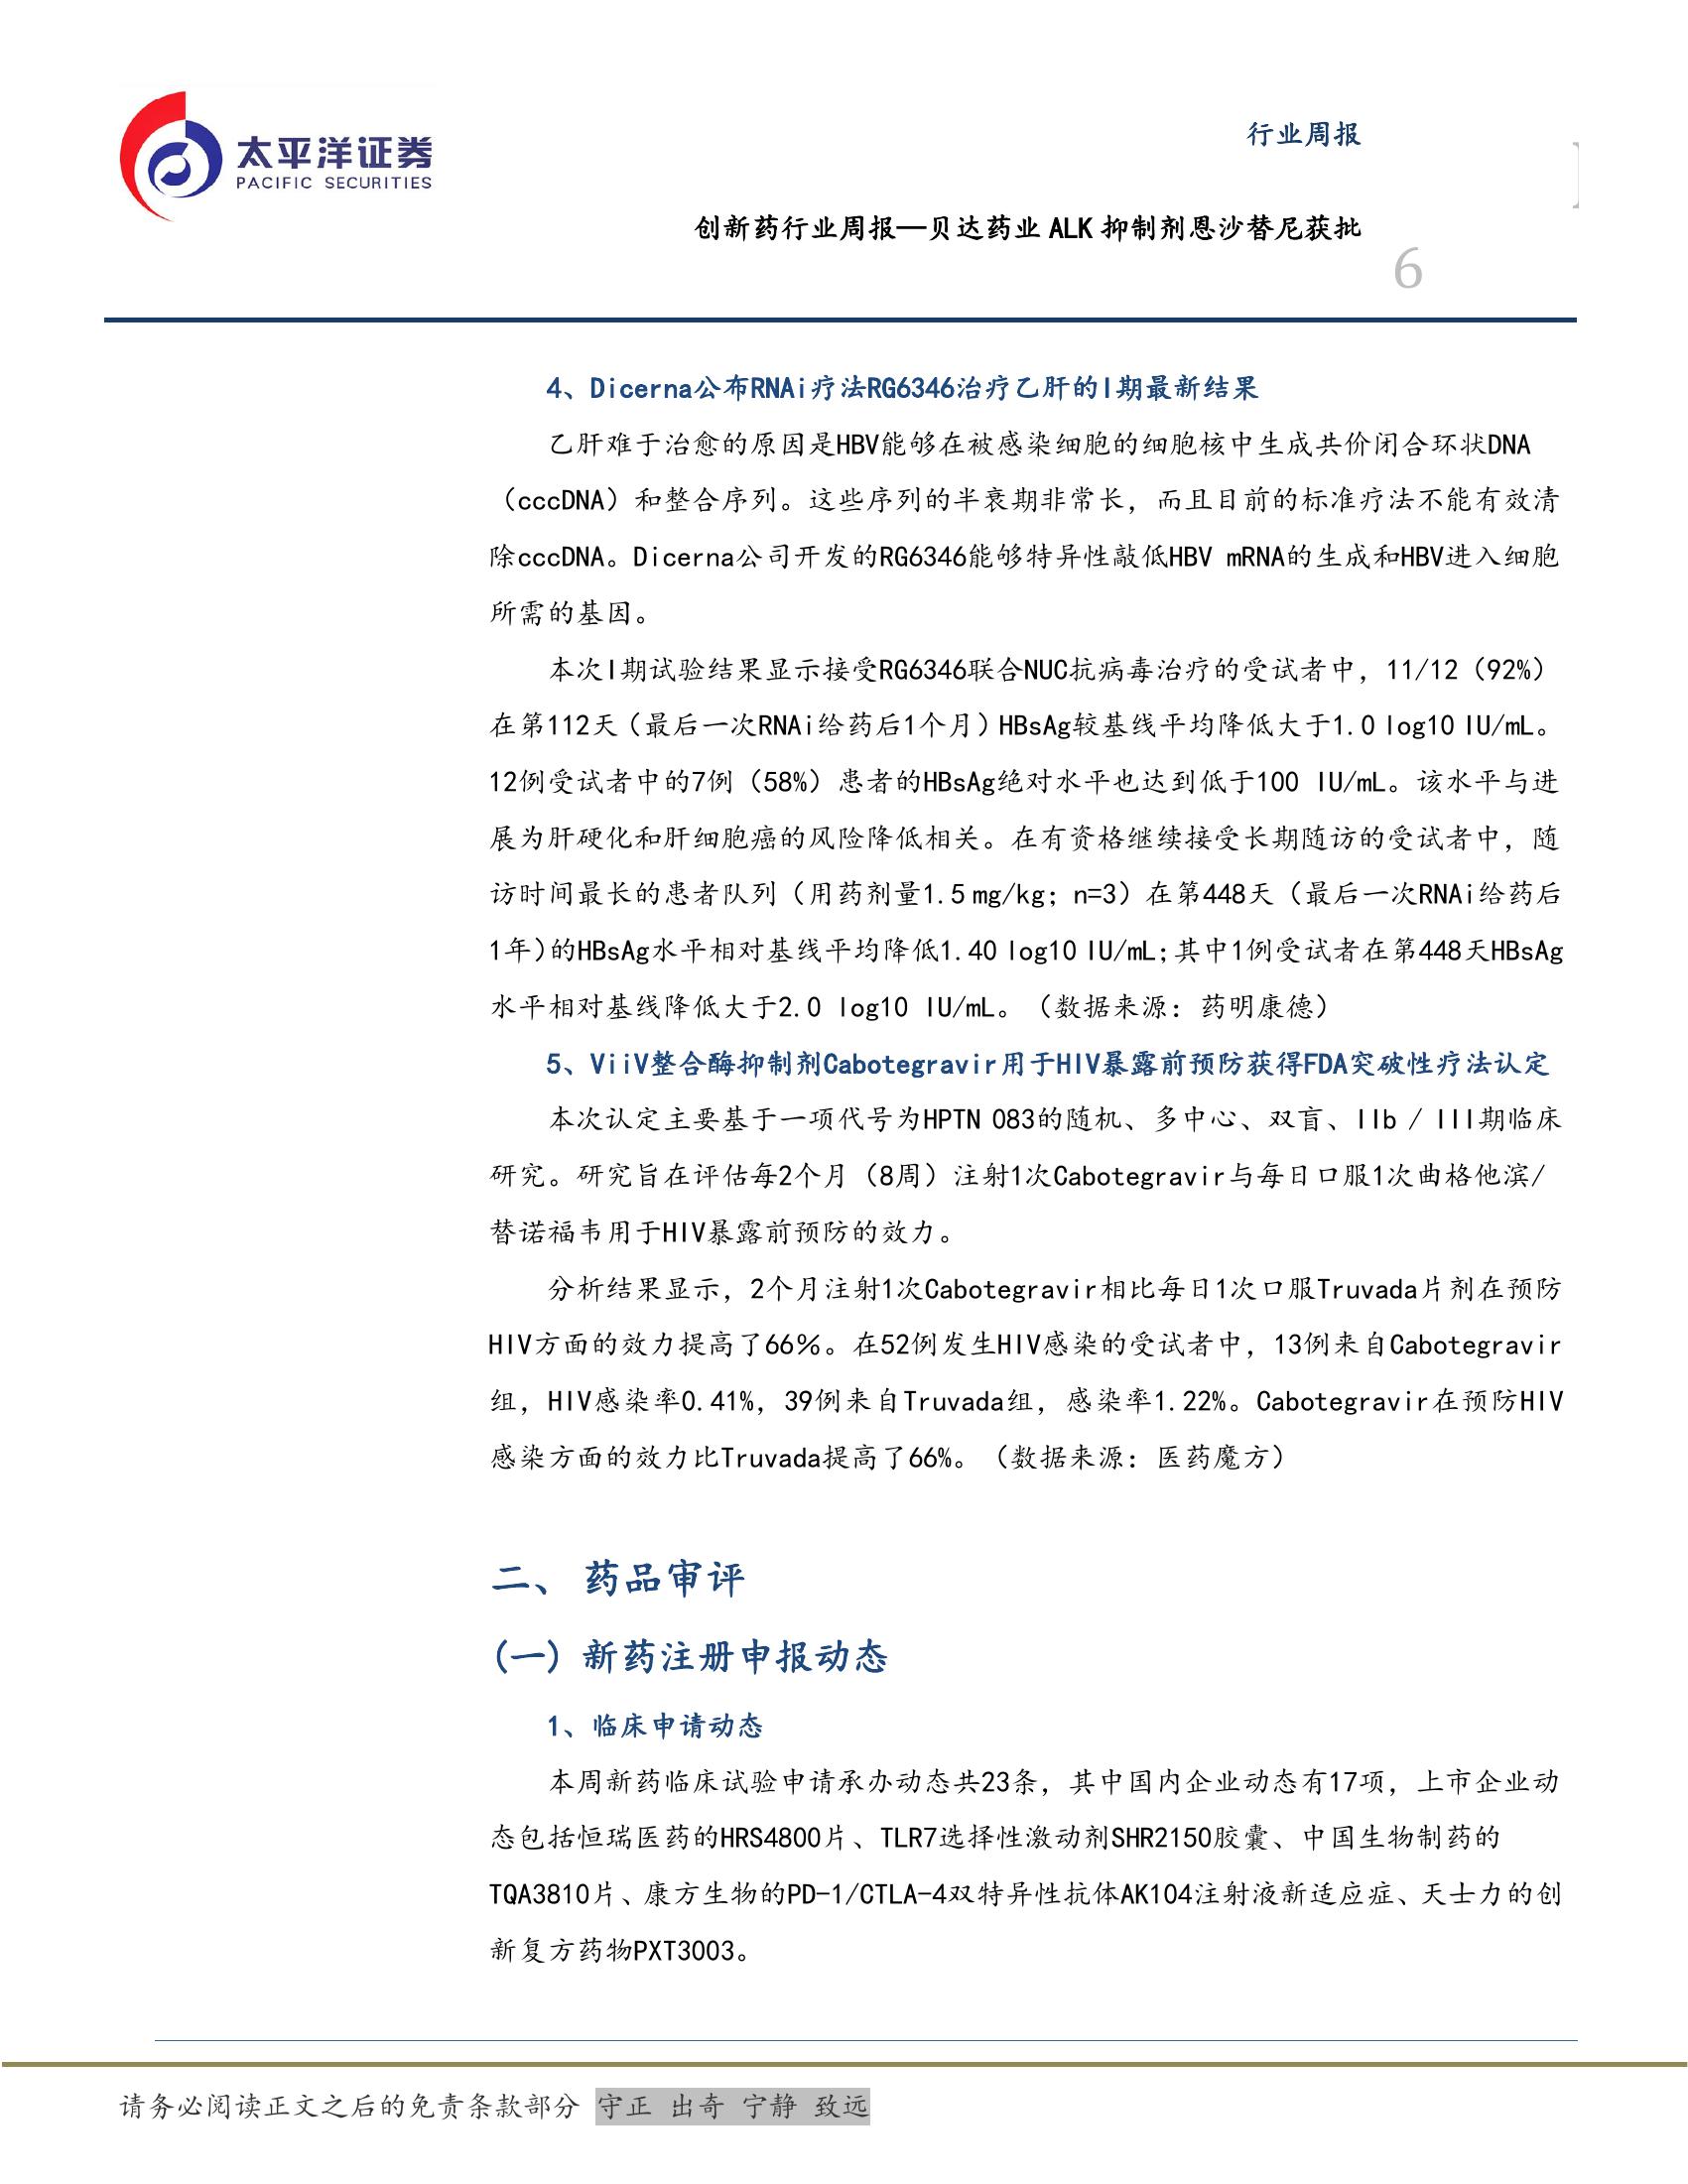 太平洋证券
PACIFIC SECURITIES
行业周报
创新药行业周报—贝达药业 ALK 抑制剂恩沙替尼获批
6
4、Dicerna公布RNAi疗法RG6346治疗乙肝的I期最新结果
乙肝难于治愈的原因是HBV能够在被感染细胞的细胞核中生成共价闭合环状DNA
（cccDNA）和整合序列。这些序列的半衰期非常长，而且目前的标准疗法不能有效清
除cccDNA。Dicerna公司开发的RG6346能够特异性敲低HBV mRNA的生成和HBV进入细胞
所需的基因。
本次I期试验结果显示接受RG6346联合NUC抗病毒治疗的受试者中，11/12（92%）
在第112天（最后一次RNAi给药后1个月）HBsAg较基线平均降低大于1.0 log10 IU/mL。
12例受试者中的7例（58%）患者的HBsAg绝对水平也达到低于100 IU/mL。该水平与进
展为肝硬化和肝细胞癌的风险降低相关。在有资格继续接受长期随访的受试者中，随
访时间最长的患者队列（用药剂量1.5 mg/kg；n=3）在第448天（最后一次RNAi给药后
1年）的HBsAg水平相对基线平均降低1.40 log10 IU/mL；其中1例受试者在第448天HBsAg
水平相对基线降低大于2.0 log10 IU/mL。（数据来源：药明康德）
5、ViiV整合酶抑制剂Cabotegravir用于HIV暴露前预防获得FDA突破性疗法认定
本次认定主要基于一项代号为HPTN 083的随机、多中心、双盲、IIb / III期临床
研究。研究旨在评估每2个月（8周）注射1次Cabotegravir与每日口服1次曲格他滨/
替诺福韦用于HIV暴露前预防的效力。
分析结果显示，2个月注射1次Cabotegravir相比每日1次口服Truvada片剂在预防
HIV方面的效力提高了66％。在52例发生HIV感染的受试者中，13例来自Cabotegravir
组，HIV感染率0.41%，39例来自Truvada组，感染率1.22%。Cabotegravir在预防HIV
感染方面的效力比Truvada提高了66%。（数据来源：医药魔方）
二、 药品审评
(一) 新药注册申报动态
1、临床申请动态
本周新药临床试验申请承办动态共23条，其中国内企业动态有17项，上市企业动
态包括恒瑞医药的HRS4800片、TLR7选择性激动剂SHR2150胶囊、中国生物制药的
TQA3810片、康方生物的PD-1/CTLA-4双特异性抗体AK104注射液新适应症、天士力的创
新复方药物PXT3003。
请务必阅读正文之后的免责条款部分 守正 出奇 宁静 致远